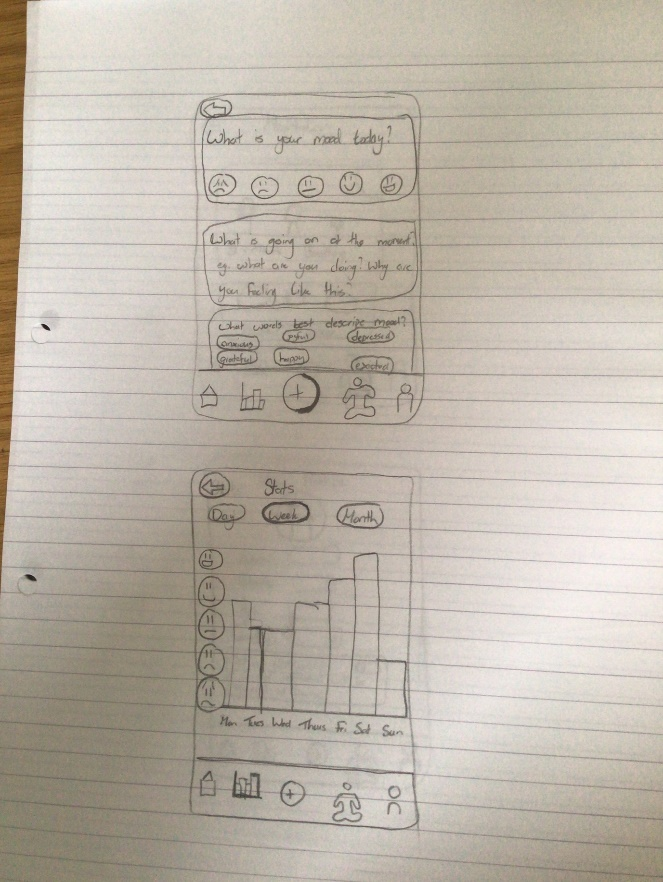 What is your mood today?
What is going on at the moment?
eg. what are you doing? Why are
you feeling like this?
What words best descripe mood?
anxious joyful depressed
grateful happy excited
Stats
Day Week Month
Mon Tues Wed Thurs Fri Sat Sun